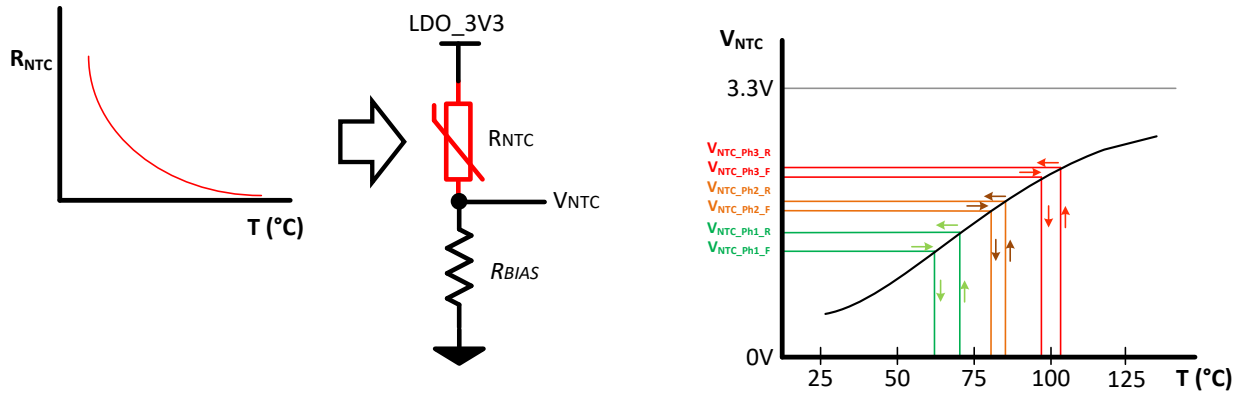 RNTC
T (°C)
LDO_3V3
RNTC
VNTC
RBIAS
VNTC
3.3V
VNTC_Ph3_R
VNTC_Ph3_F
VNTC_Ph2_R
VNTC_Ph2_F
VNTC_Ph1_R
VNTC_Ph1_F
0V
25 50 75 100 125 T (°C)